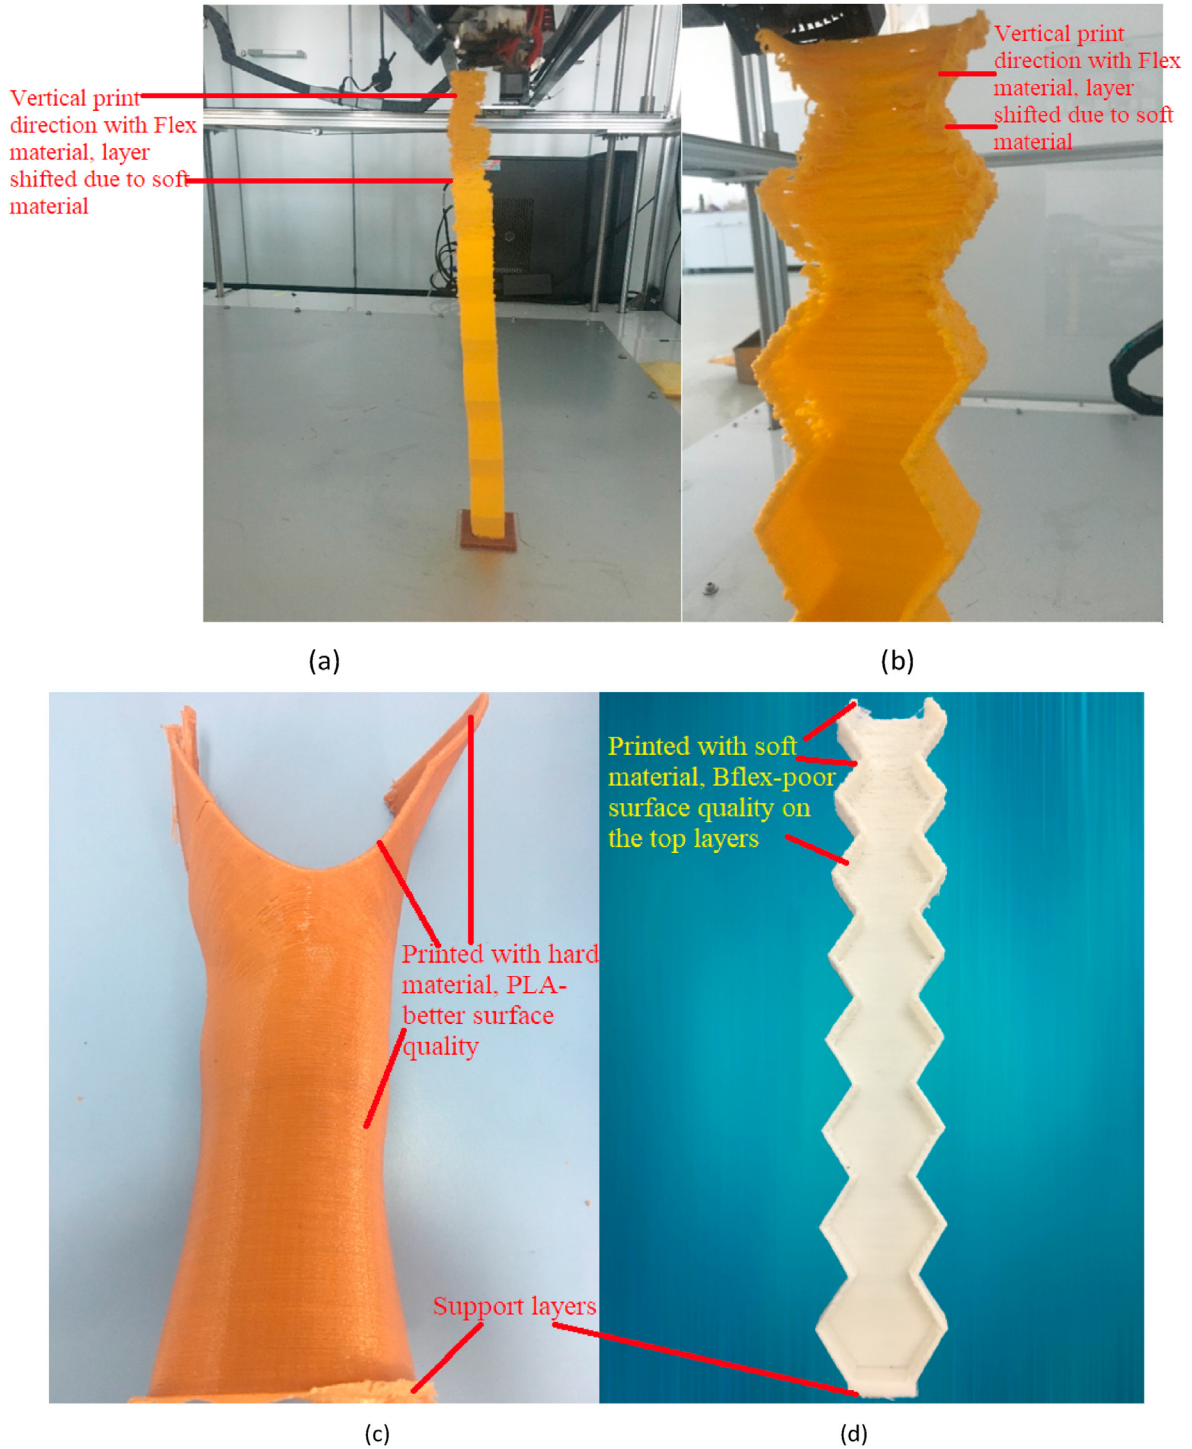 Vertical print
direction with Flex
material, layer
shifted due to soft
material
Vertical print
direction with Flex
material, layer
shifted due to soft
material
(a)
(b)
Printed with soft
material, Bflex-poor
surface quality on
the top layers
Printed with hard
material, PLA-
better surface
quality
Support layers
(c)
(d)